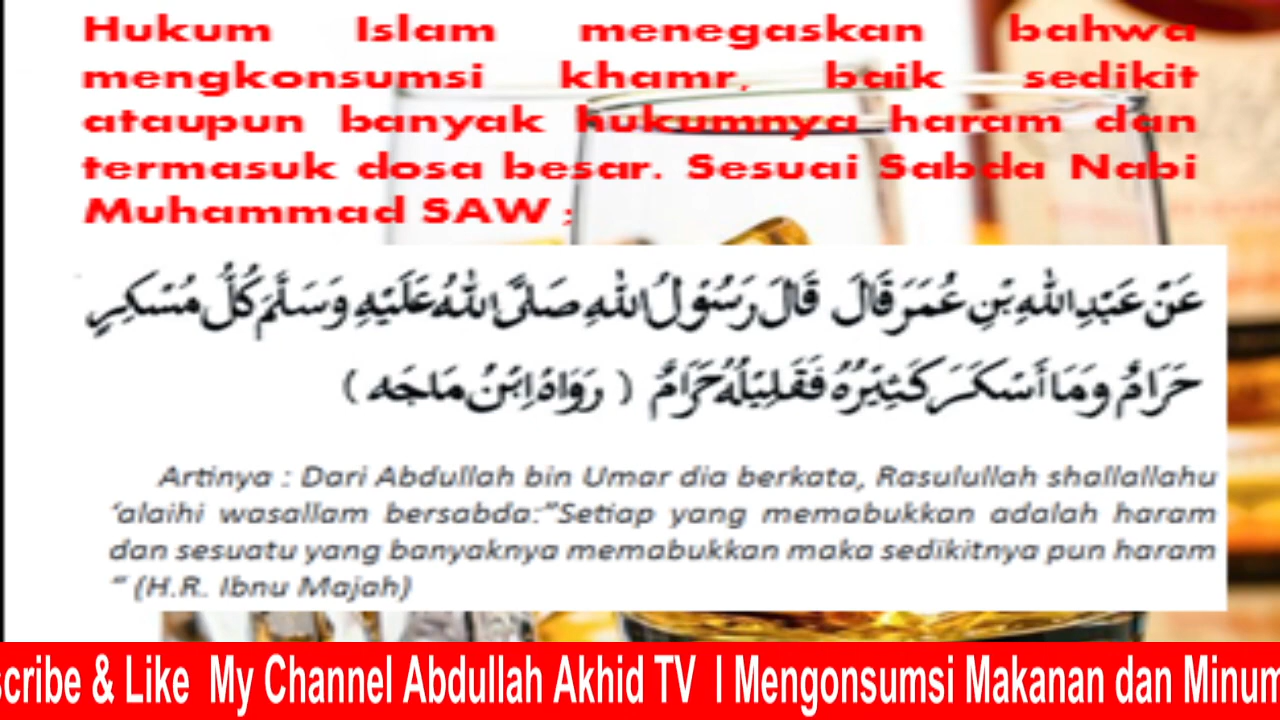 Hukum Islam menegaskan bahwa
mengkonsumsi khamr, baik sedikit
ataupun banyak hukumnya haram dan
termasuk dosa besar. Sesuai Sabda Nabi
Muhammad SAW ;
عَنْ عَبْدِ اللهِ بْنِ عُمَرَ قَالَ قَالَ رَسُوْلُ اللهِ صَلَّى اللهُ عَلَيْهِ وَسَلَّمَ كُلُّ مُسْكِرٍ
حَرَامٌ وَمَا أَسْكَرَ كَثِيْرُهُ فَقَلِيْلُهُ حَرَامٌ ( رَوَاهُ ابْنُ مَاجَه )
Artinya : Dari Abdullah bin Umar dia berkata, Rasulullah shallallahu
‘alaihi wasallam bersabda:”Setiap yang memabukkan adalah haram
dan sesuatu yang banyaknya memabukkan maka sedikitnya pun haram
“ (H.R. Ibnu Majah)
scribe & Like My Channel Abdullah Akhid TV l Mengonsumsi Makanan dan Minum